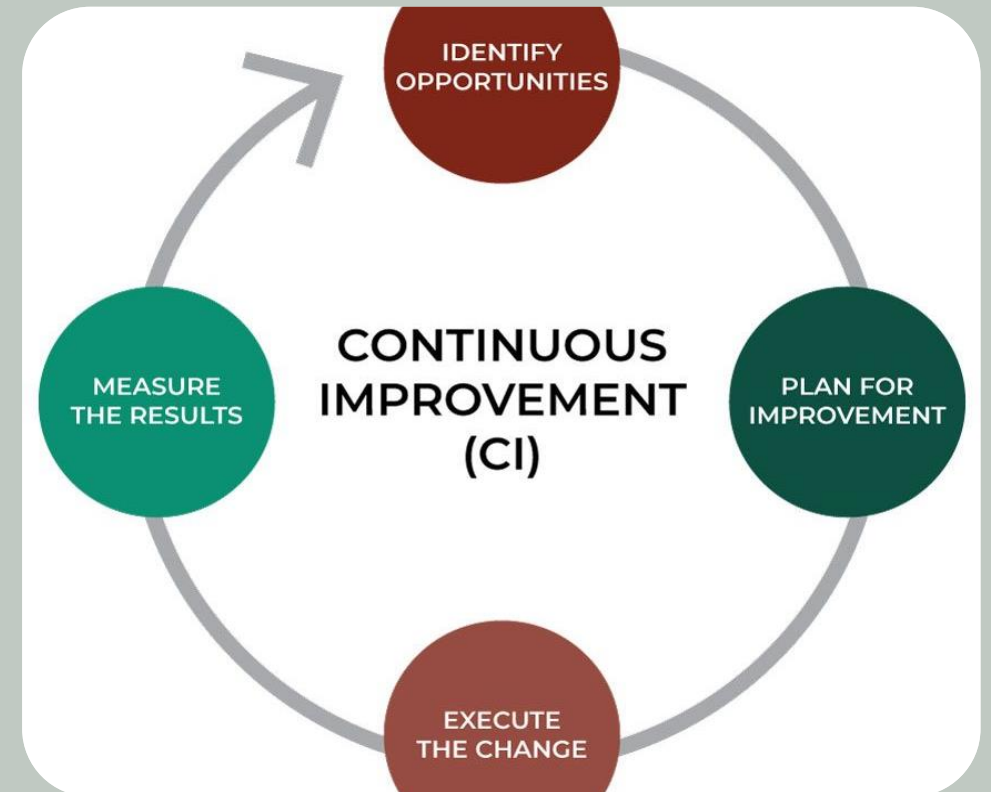 IDENTIFY
OPPORTUNITIES
CONTINUOUS
IMPROVEMENT
(CI)
MEASURE
THE RESULTS
PLAN FOR
IMPROVEMENT
EXECUTE
THE CHANGE